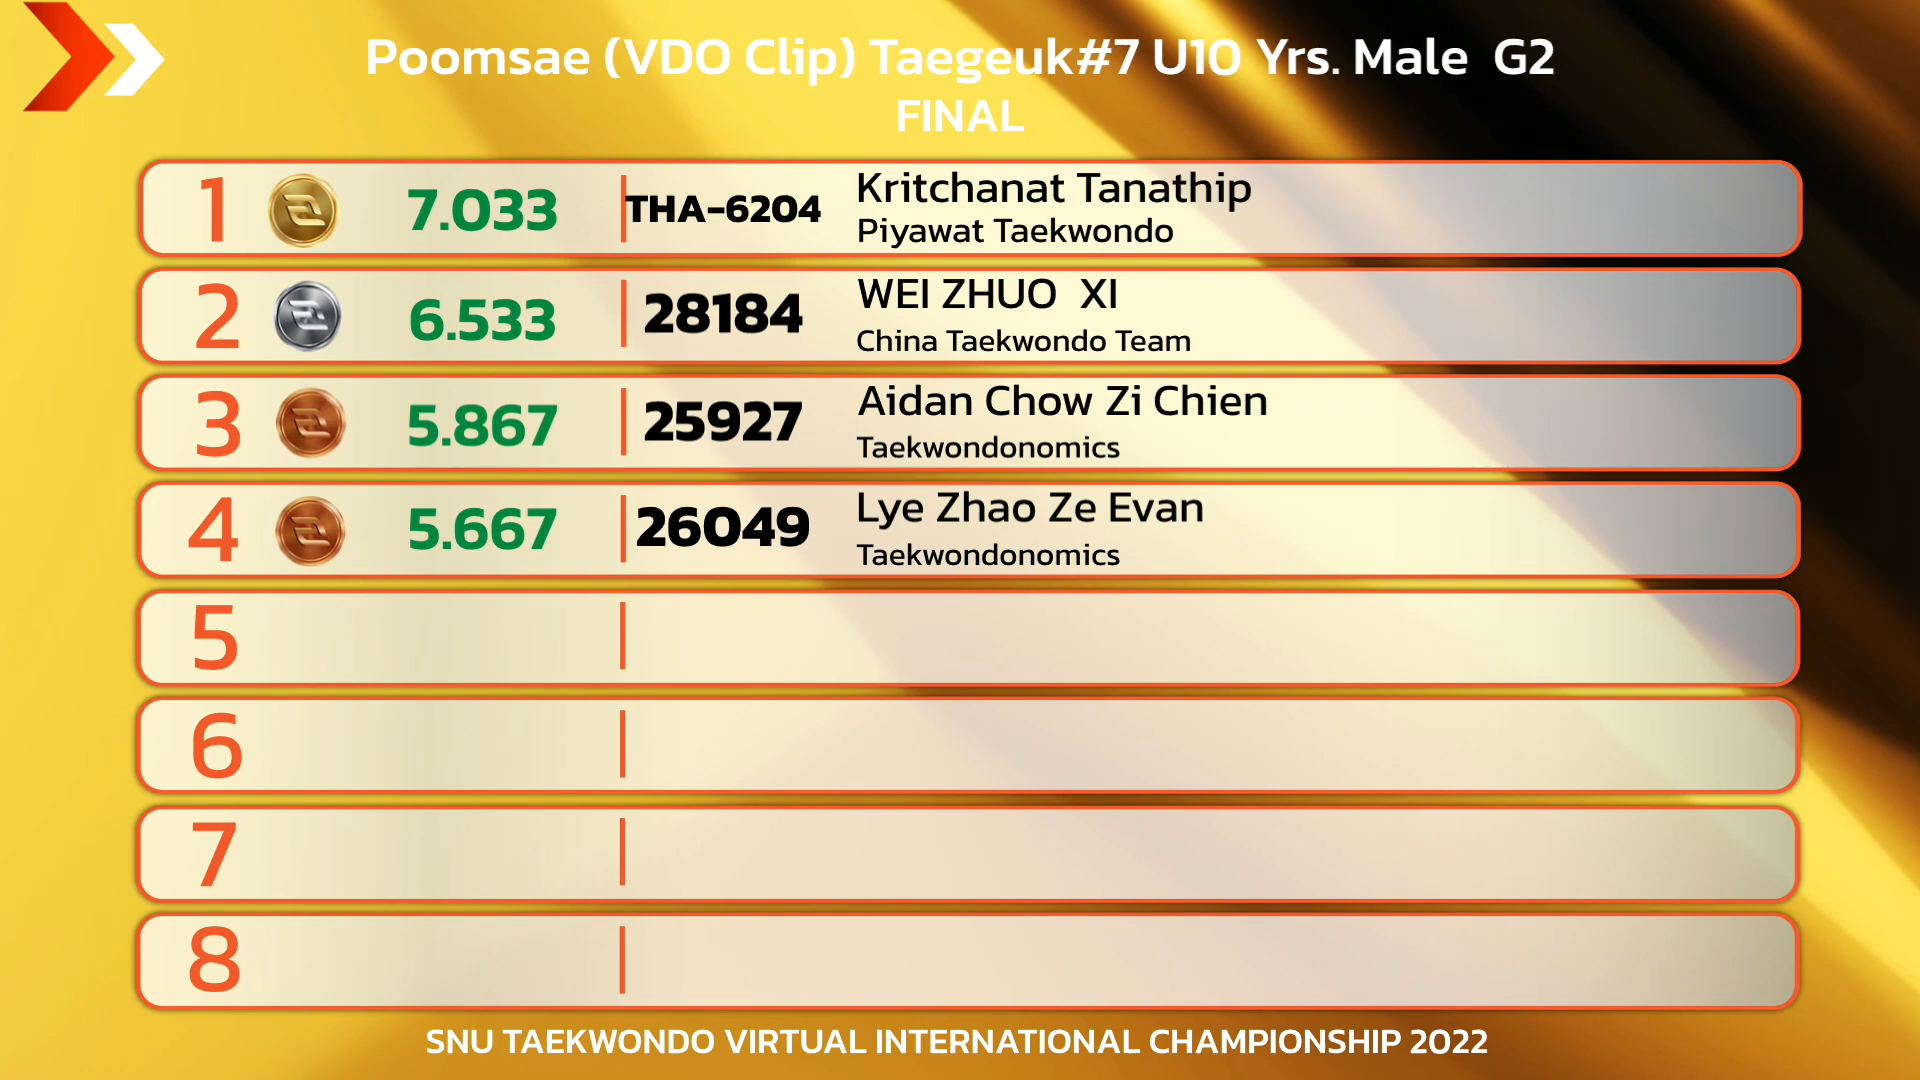 Poomsae (VDO Clip) Taegeuk#7 U10 Yrs. Male  G2
FINAL
1 7.033 THA-6204 Kritchanat Tanathip
Piyawat Taekwondo
2 6.533 28184 WEI ZHUO  XI
China Taekwondo Team
3 5.867 25927 Aidan Chow Zi Chien
Taekwondonomics
4 5.667 26049 Lye Zhao Ze Evan
Taekwondonomics
5
6
7
8
SNU TAEKWONDO VIRTUAL INTERNATIONAL CHAMPIONSHIP 2022